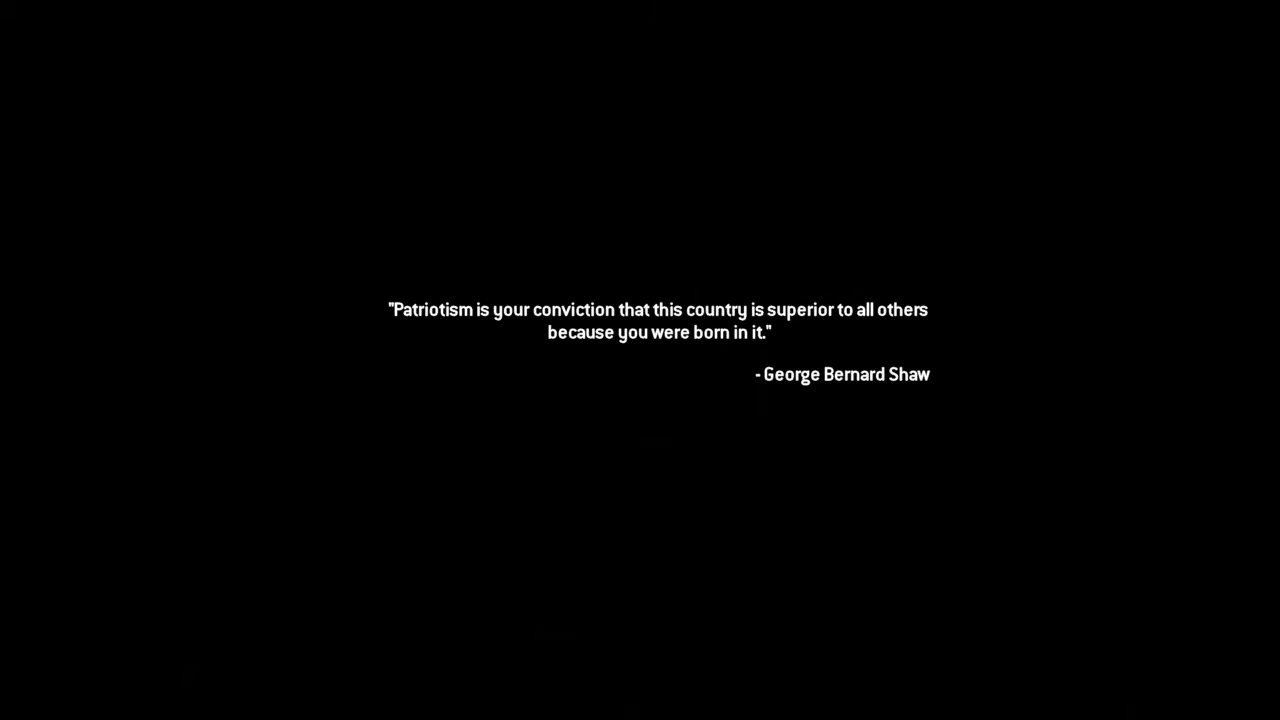 "Patriotism is your conviction that this country is superior to all others
because you were born in it."
- George Bernard Shaw